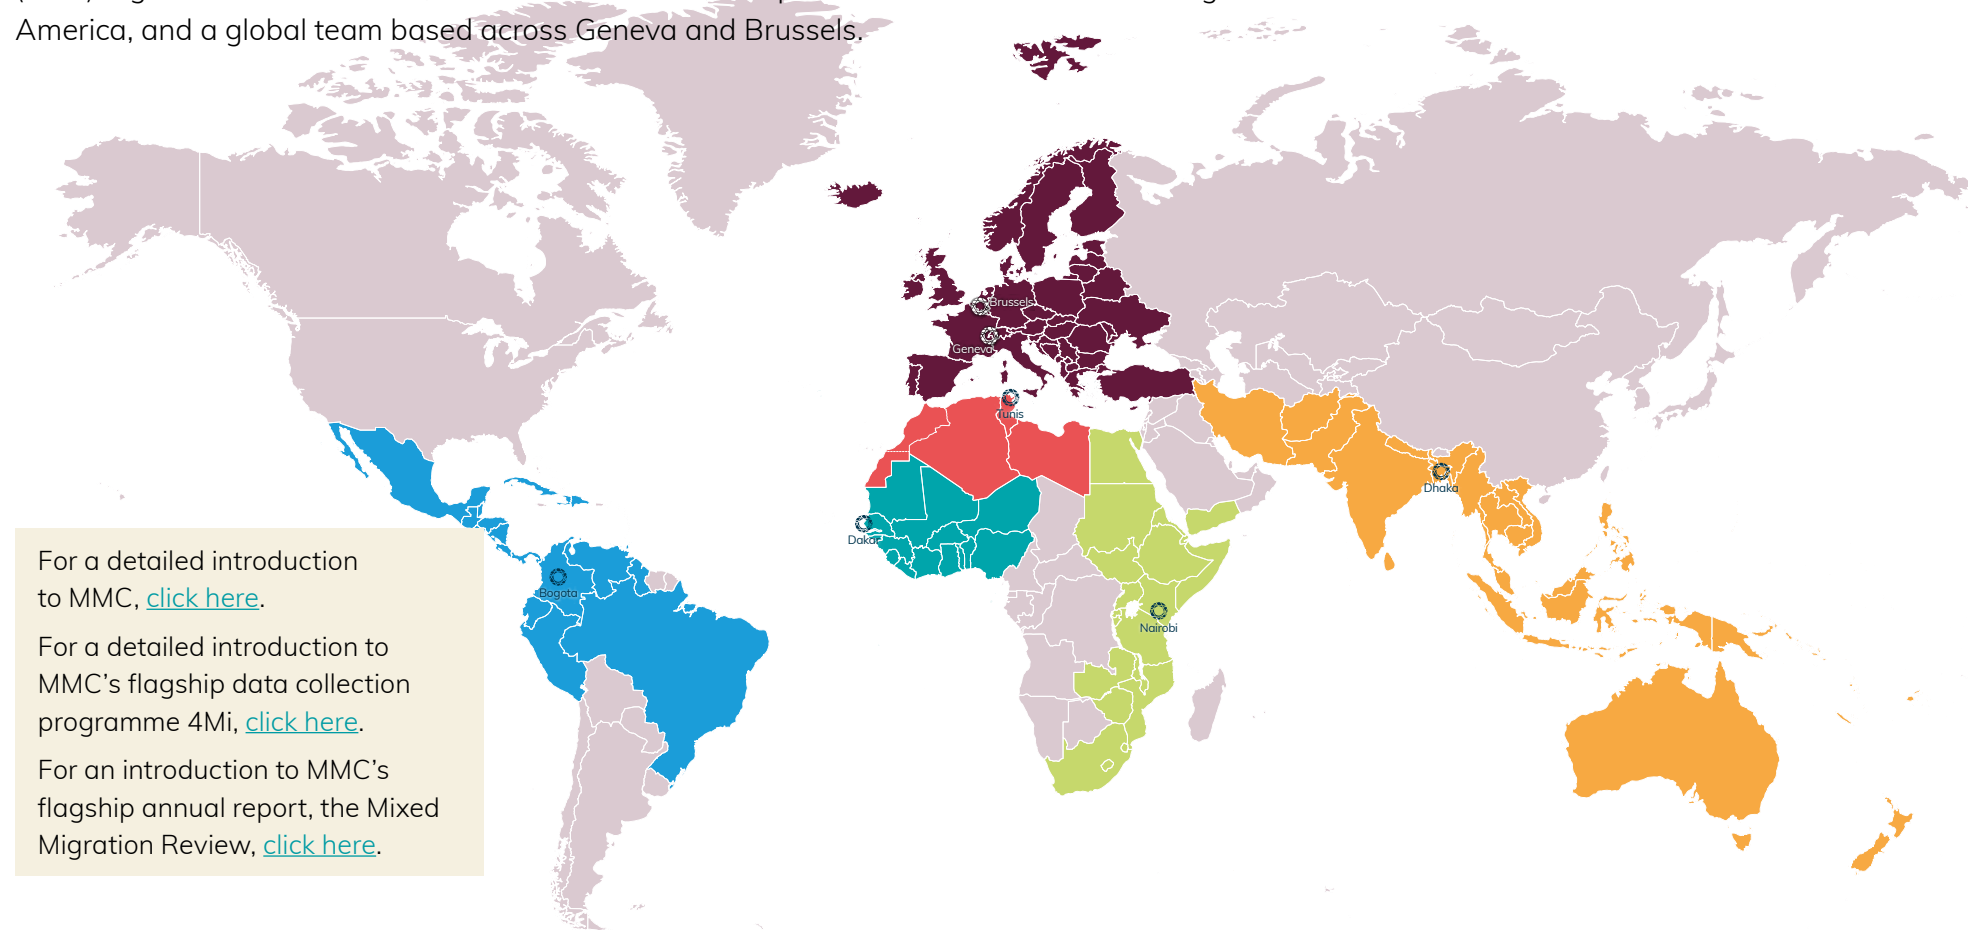 America, and a global team based across Geneva and Brussels.
Brussels
Geneva
Tunis
Dhaka
Dakar
Bogota
Nairobi
For a detailed introduction
to MMC, click here.
For a detailed introduction to
MMC’s flagship data collection
programme 4Mi, click here.
For an introduction to MMC’s
flagship annual report, the Mixed
Migration Review, click here.